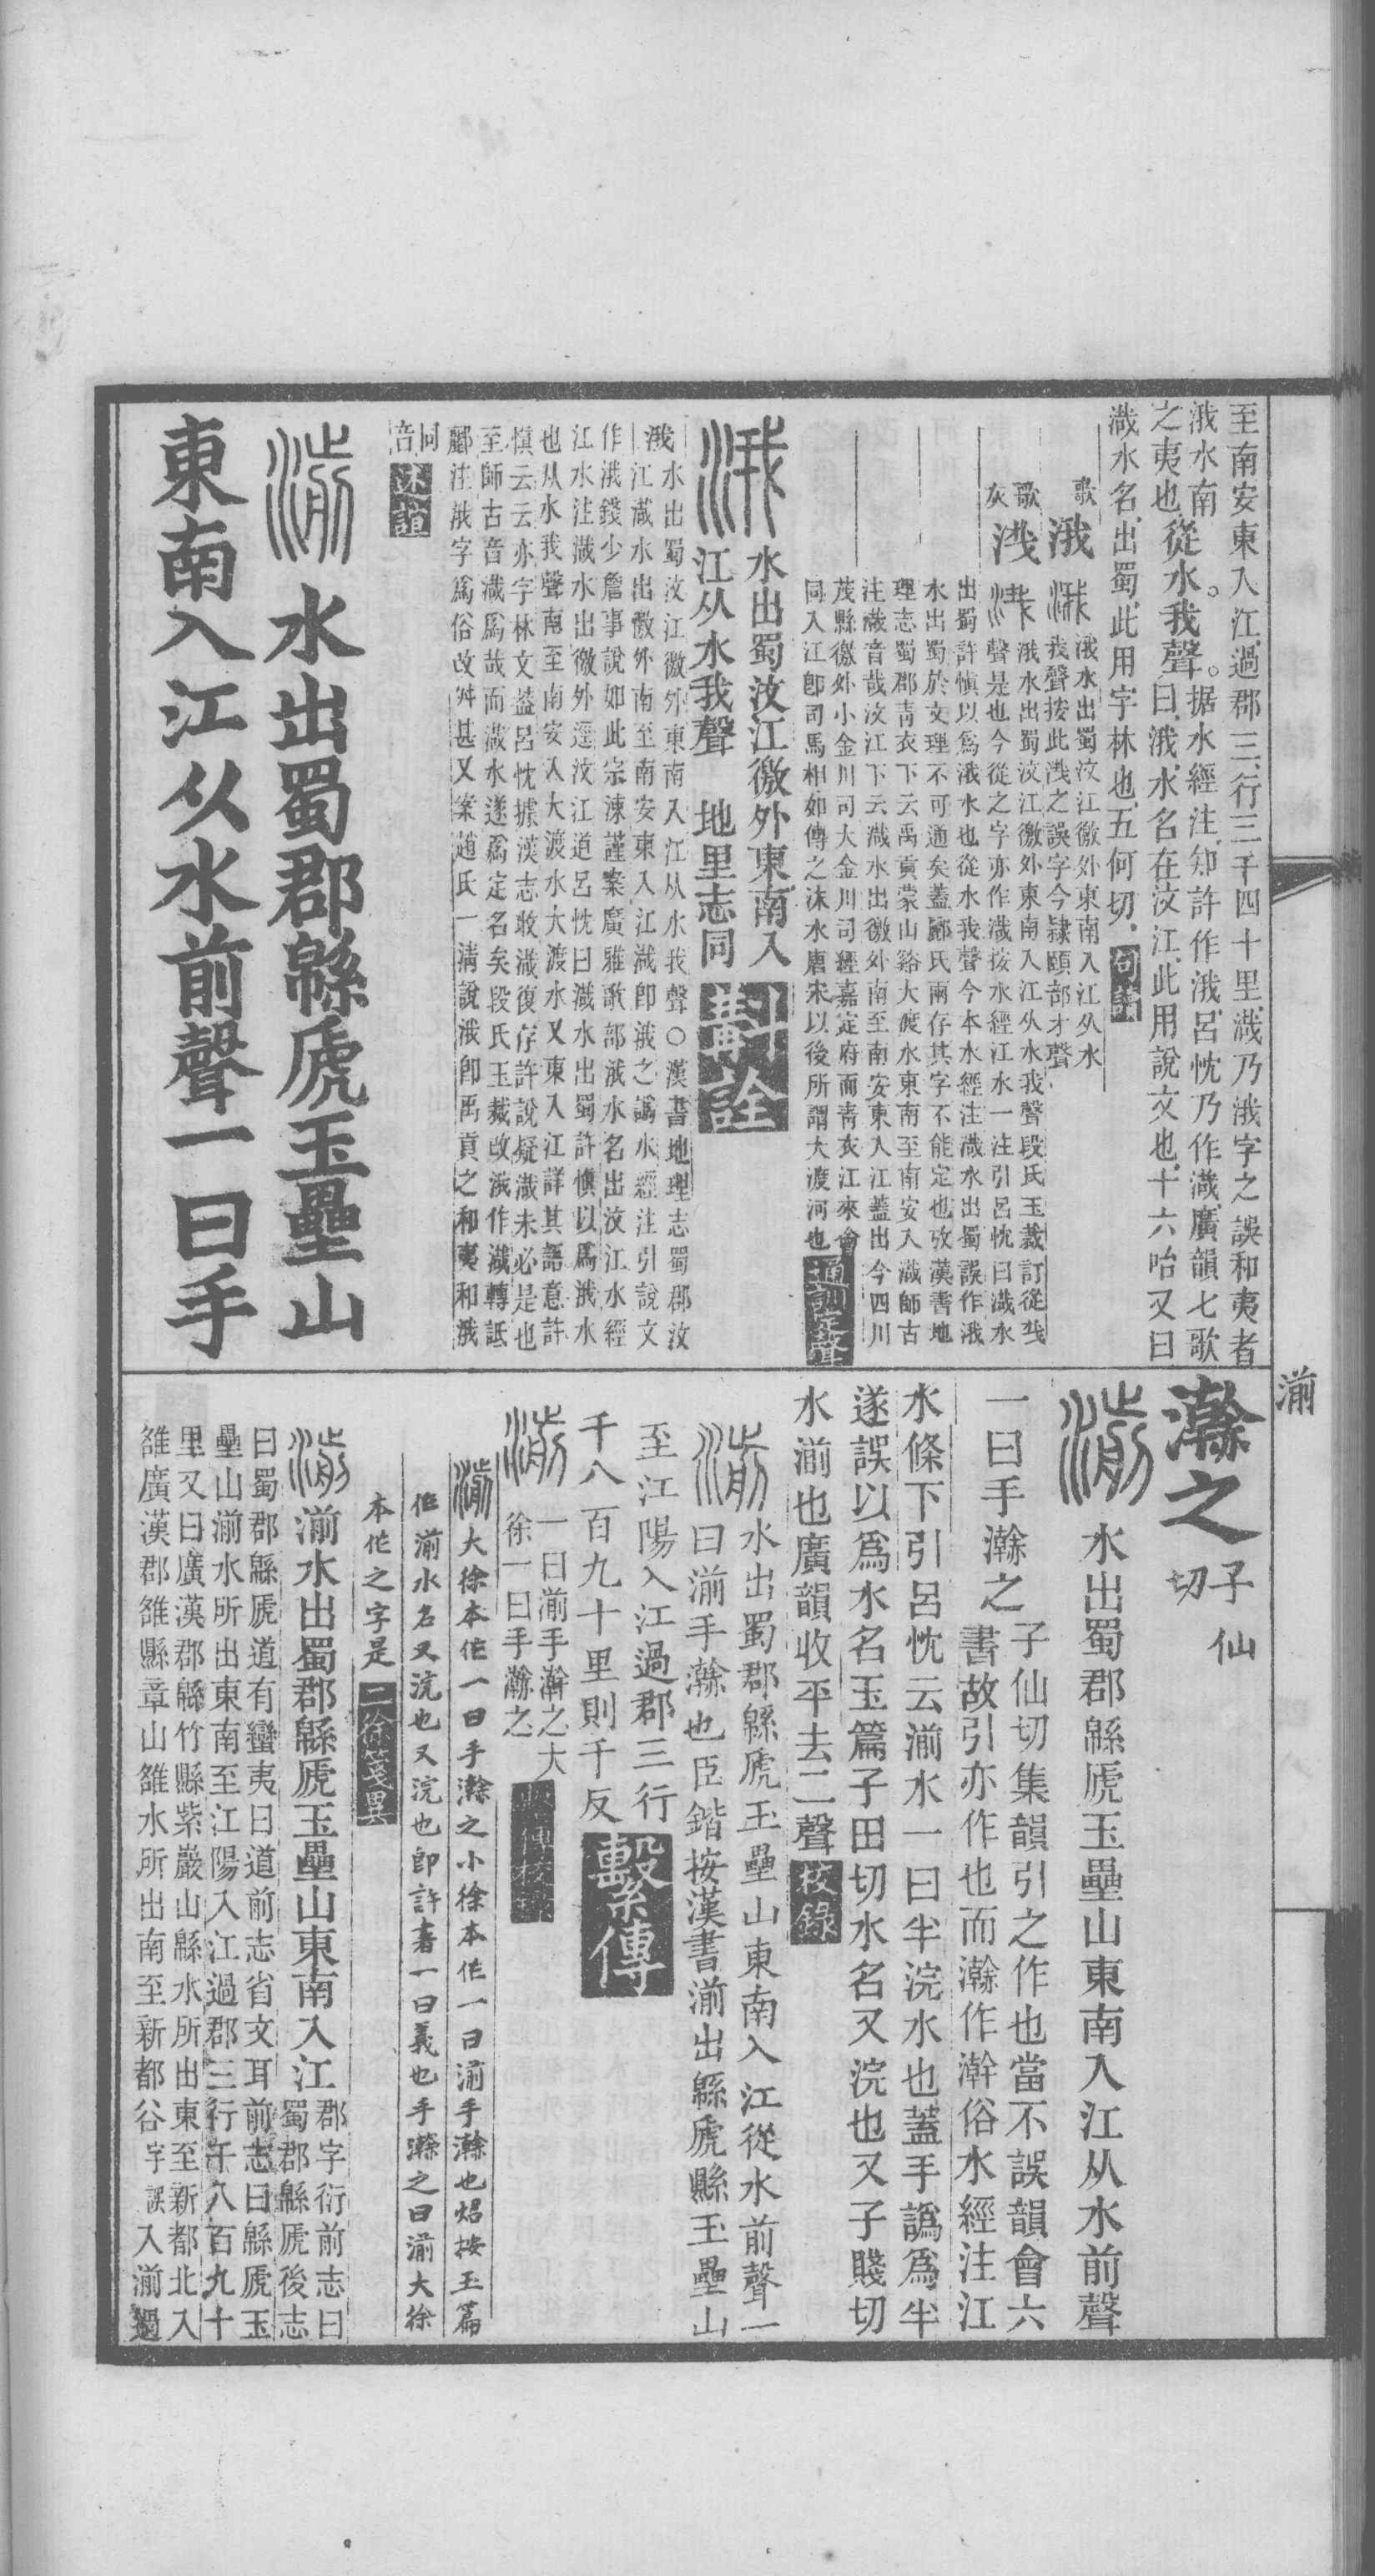 至南安東入江過郡三行三千四十里渽乃涐字之誤和夷者
涐水南
之夷也從水我聲据水經注知許作涐呂忱乃作渽廣韻七歌
曰涐水名在汶江此用說文也十六咍又曰
渽水名出蜀此用字林也五何切句讀
歌 涐 涐水出蜀汶江徼外東南入江从水
我聲按此淺之誤字今隸頤部才聲
歌灰 涐水出蜀汶江徼外東南入江从水我聲段氏玉裁訂從𢦏
聲是也今從之字亦作渽按水經江水一注引呂忱曰渽水
出蜀許愼以爲涐水也從水我聲今本水經注渽水出蜀誤作涐
水出蜀於文理不可通矣蓋酈氏兩存其字不能定也攷漢書地
理志蜀郡青衣下云禹貢蒙山谿大渡水東南至南安入渽師古
注渽音哉汶江下云渽水出徼外南至南安東入江蓋出今四川
茂縣徼外小金川司大金川司經嘉定府而青衣江來會
同入江卽司馬相如傳之沬水唐宋以後所謂大渡河也通訓定聲
涐 水出蜀汶江徼外東南入
江从水我聲 地里志同 斠詮
涐水出蜀汶江徼外東南入江从水我聲○漢書地理志蜀郡汶
江渽水出徼外南至南安東入江渽卽涐之譌水經注引說文
作涐錢少詹事說如此宗涑謹案廣雅歌部涐水名出汶江水經
江水注渽水出徼外逕汶江道呂忱曰渽水出蜀許愼以爲涐水
也从水我聲南至南安入大渡水大渡水又東入江詳其語意許
愼云云亦字林文蓋呂忱據漢志收渽復存許說疑渽未必是也
至師古音渽爲哉而渽水遂爲定名矣段氏玉裁改涐作渽轉詆
酈注涐字爲俗改舛甚又案趙氏一淸說涐卽禹貢之和夷和涐
同音述誼
湔 水出蜀郡緜虒玉壘山
東南入江从水前聲一曰手
湔
瀚之子仙切
湔 水出蜀郡緜虒玉壘山東南入江从水前聲
一曰手瀚之子仙切集韻引之作也當不誤韻會六
書故引亦作也而瀚作澣俗水經注江
水條下引呂忱云湔水一曰半浣水也蓋手譌爲半
遂誤以爲水名玉篇子田切水名又浣也又子賤切
水湔也廣韻收平去二聲校錄
湔 水出蜀郡緜虒玉壘山東南入江從水前聲一
曰湔手瀚也臣鍇按漢書湔出緜虒縣玉壘山
至江陽入江過郡三行
千八百九十里則千反繫傳
湔 一曰湔手澣之大
徐一曰手瀚之
湔 大徐本作一曰手瀚之小徐本作一曰湔手瀚也炤按玉篇
作湔水名又浣也又浣也卽許書一曰義也手瀚之曰湔大徐
本作之字是二徐箋異
湔 湔水出蜀郡緜虒玉壘山東南入江郡字衍前志曰
蜀郡緜虒後志
曰蜀郡緜虒道有蠻夷曰道前志省文耳前志曰緜虒玉
壘山湔水所出東南至江陽入江過郡三行千八百九十
里又曰廣漢郡緜竹縣紫巖山緜水所出東至新都北入
雒廣漢郡雒縣章山雒水所出南至新都谷字誤入湔過